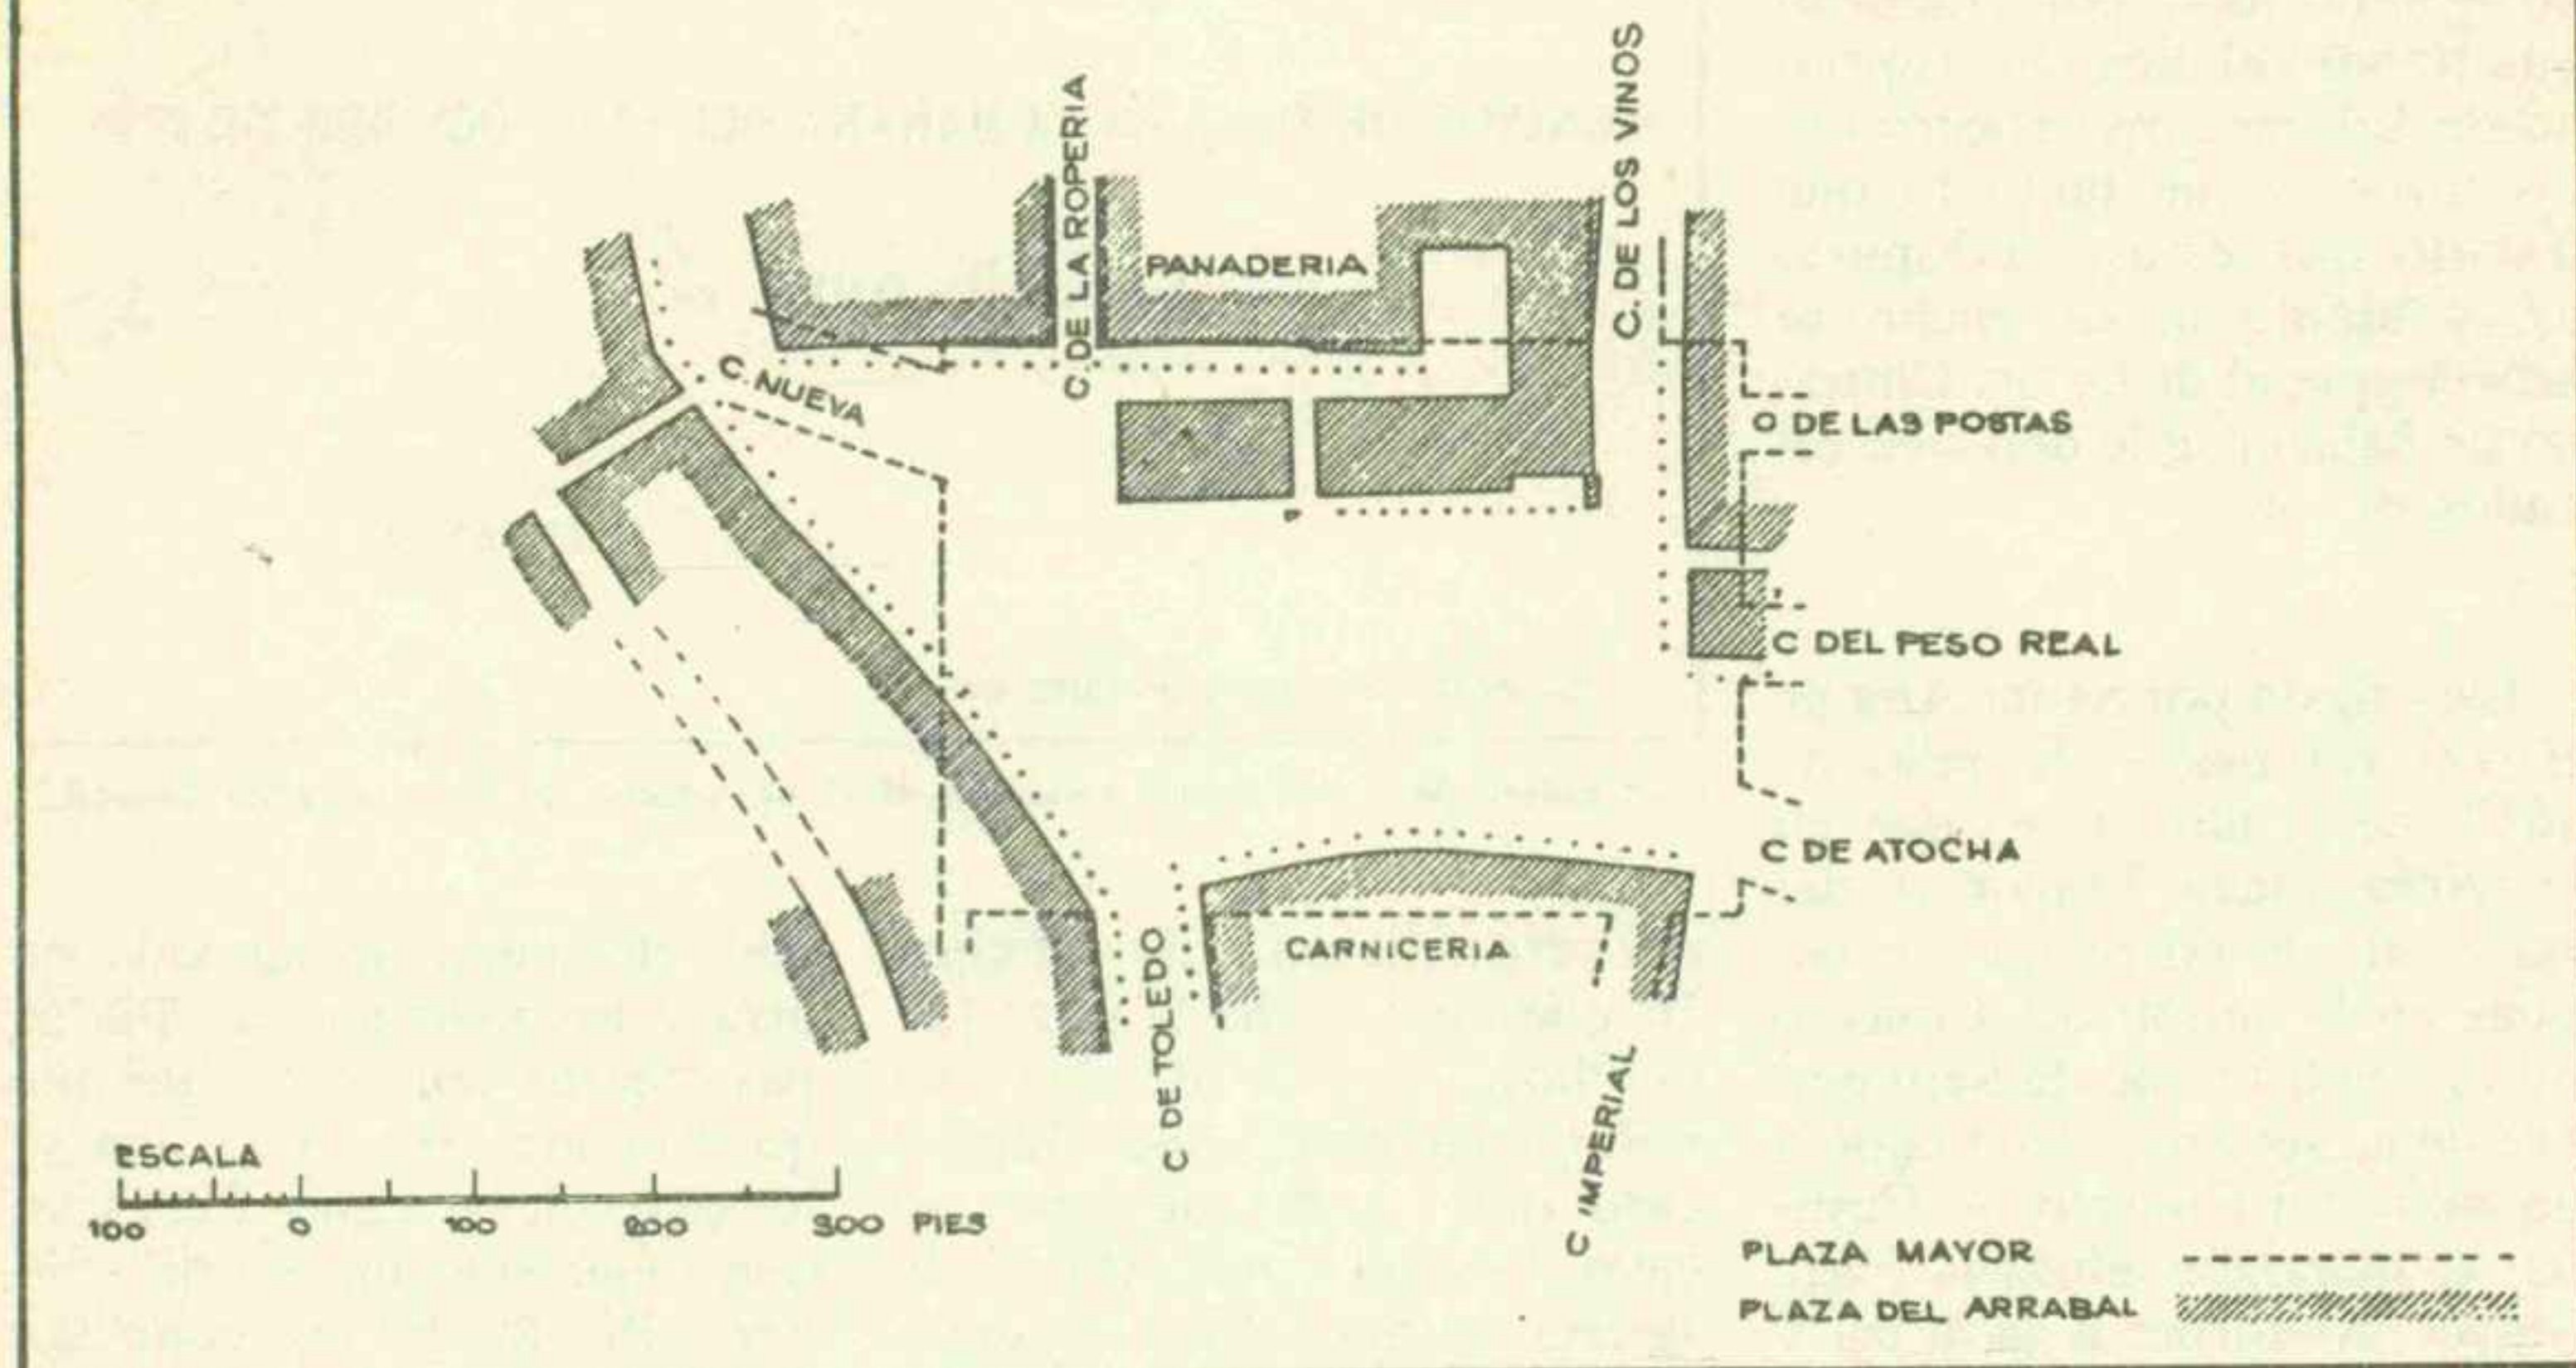 C. DE LA ROPERIA
C. DE LOS VINOS
PANADERIA
C. NUEVA
O DE LAS POSTAS
C DEL PESO REAL
C DE ATOCHA
CARNICERIA
C DE TOLEDO
C IMPERIAL
ESCALA
100 0 100 200 300 PIES
PLAZA MAYOR
PLAZA DEL ARRABAL